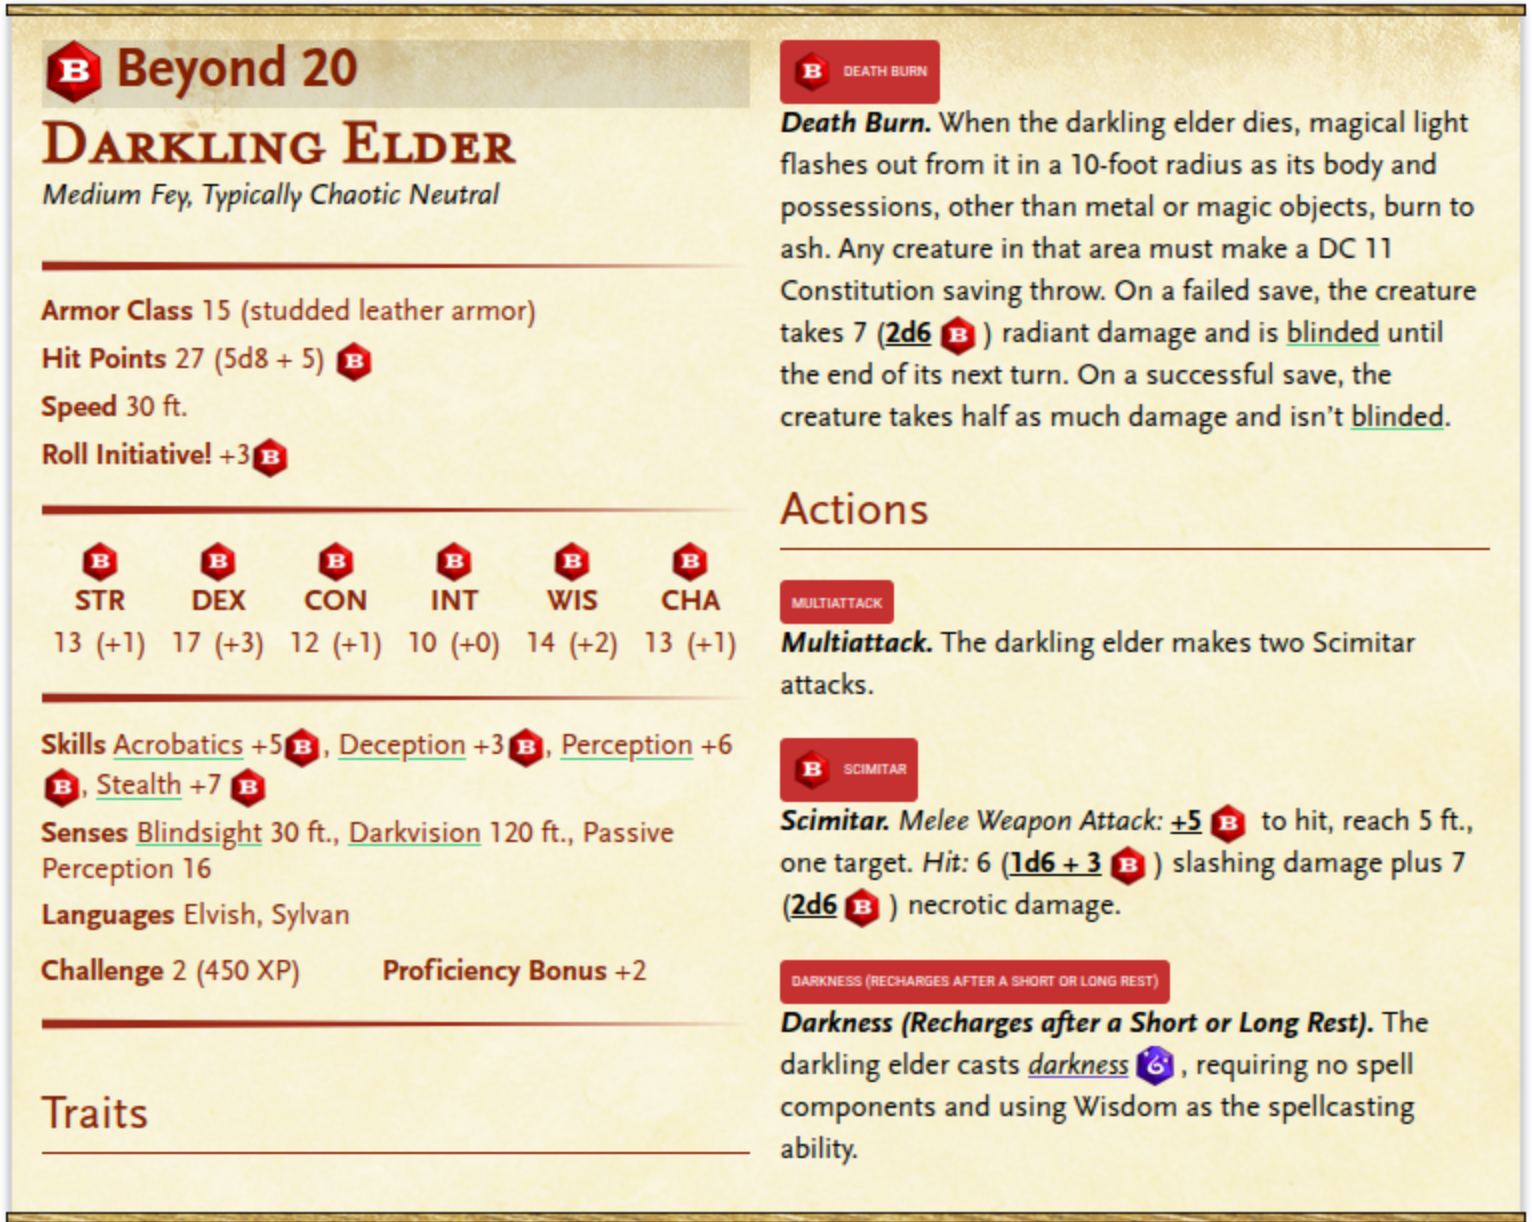 B Beyond 20
Darkling Elder
Medium Fey, Typically Chaotic Neutral
Armor Class 15 (studded leather armor)
Hit Points 27 (5d8 + 5) B
Speed 30 ft.
Roll Initiative! +3 B
B B B B B B
STR DEX CON INT WIS CHA
13 (+1) 17 (+3) 12 (+1) 10 (+0) 14 (+2) 13 (+1)
Skills Acrobatics +5 B, Deception +3 B, Perception +6
B, Stealth +7 B
Senses Blindsight 30 ft., Darkvision 120 ft., Passive
Perception 16
Languages Elvish, Sylvan
Challenge 2 (450 XP) Proficiency Bonus +2
Traits
B DEATH BURN
Death Burn. When the darkling elder dies, magical light
flashes out from it in a 10-foot radius as its body and
possessions, other than metal or magic objects, burn to
ash. Any creature in that area must make a DC 11
Constitution saving throw. On a failed save, the creature
takes 7 (2d6 B ) radiant damage and is blinded until
the end of its next turn. On a successful save, the
creature takes half as much damage and isn’t blinded.
Actions
MULTIATTACK
Multiattack. The darkling elder makes two Scimitar
attacks.
B SCIMITAR
Scimitar. Melee Weapon Attack: +5 B to hit, reach 5 ft.,
one target. Hit: 6 (1d6 + 3 B ) slashing damage plus 7
(2d6 B ) necrotic damage.
DARKNESS (RECHARGES AFTER A SHORT OR LONG REST)
Darkness (Recharges after a Short or Long Rest). The
darkling elder casts darkness , requiring no spell
components and using Wisdom as the spellcasting
ability.